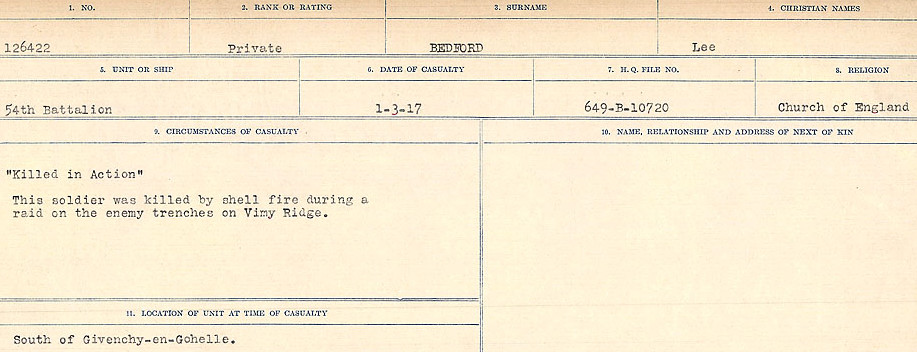 1. NO.
2. RANK OR RATING
3. SURNAME
4. CHRISTIAN NAMES
126422
Private
BEDFORD
Lee
5. UNIT OR SHIP
6. DATE OF CASUALTY
7. H.Q. FILE NO.
8. RELIGION
54th Battalion
1-3-17
649-B-10720
Church of England
9. CIRCUMSTANCES OF CASUALTY
10. NAME, RELATIONSHIP AND ADDRESS OF NEXT OF KIN
"Killed in Action"
This soldier was killed by shell fire during a
raid on the enemy trenches on Vimy Ridge.
11. LOCATION OF UNIT AT TIME OF CASUALTY
South of Givenchy-en-Gohelle.